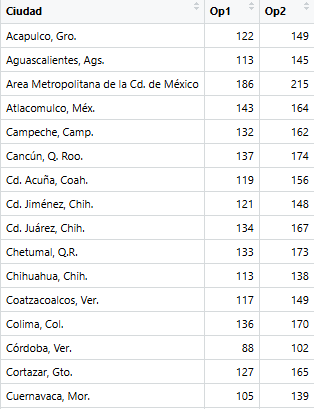 Ciudad Op1 Op2
Acapulco, Gro. 122 149
Aguascalientes, Ags. 113 145
Area Metropolitana de la Cd. de México 186 215
Atlacomulco, Méx. 143 164
Campeche, Camp. 132 162
Cancún, Q. Roo. 137 174
Cd. Acuña, Coah. 119 156
Cd. Jiménez, Chih. 121 148
Cd. Juárez, Chih. 134 167
Chetumal, Q.R. 133 173
Chihuahua, Chih. 113 138
Coatzacoalcos, Ver. 117 149
Colima, Col. 136 170
Córdoba, Ver. 88 102
Cortazar, Gto. 127 165
Cuernavaca, Mor. 105 139